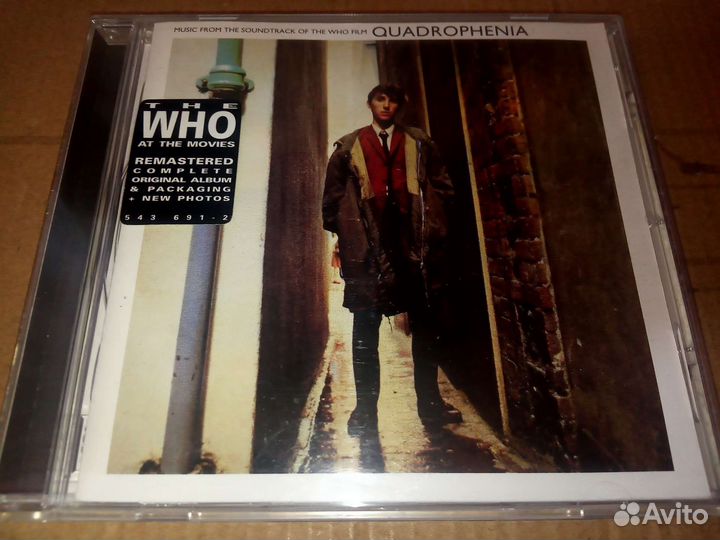 MUSIC FROM THE SOUNDTRACK OF THE WHO FILM QUADROPHENIA
THE
WHO
AT THE MOVIES
REMASTERED
COMPLETE
ORIGINAL ALBUM
& PACKAGING
+ NEW PHOTOS
543 691-2
Avito